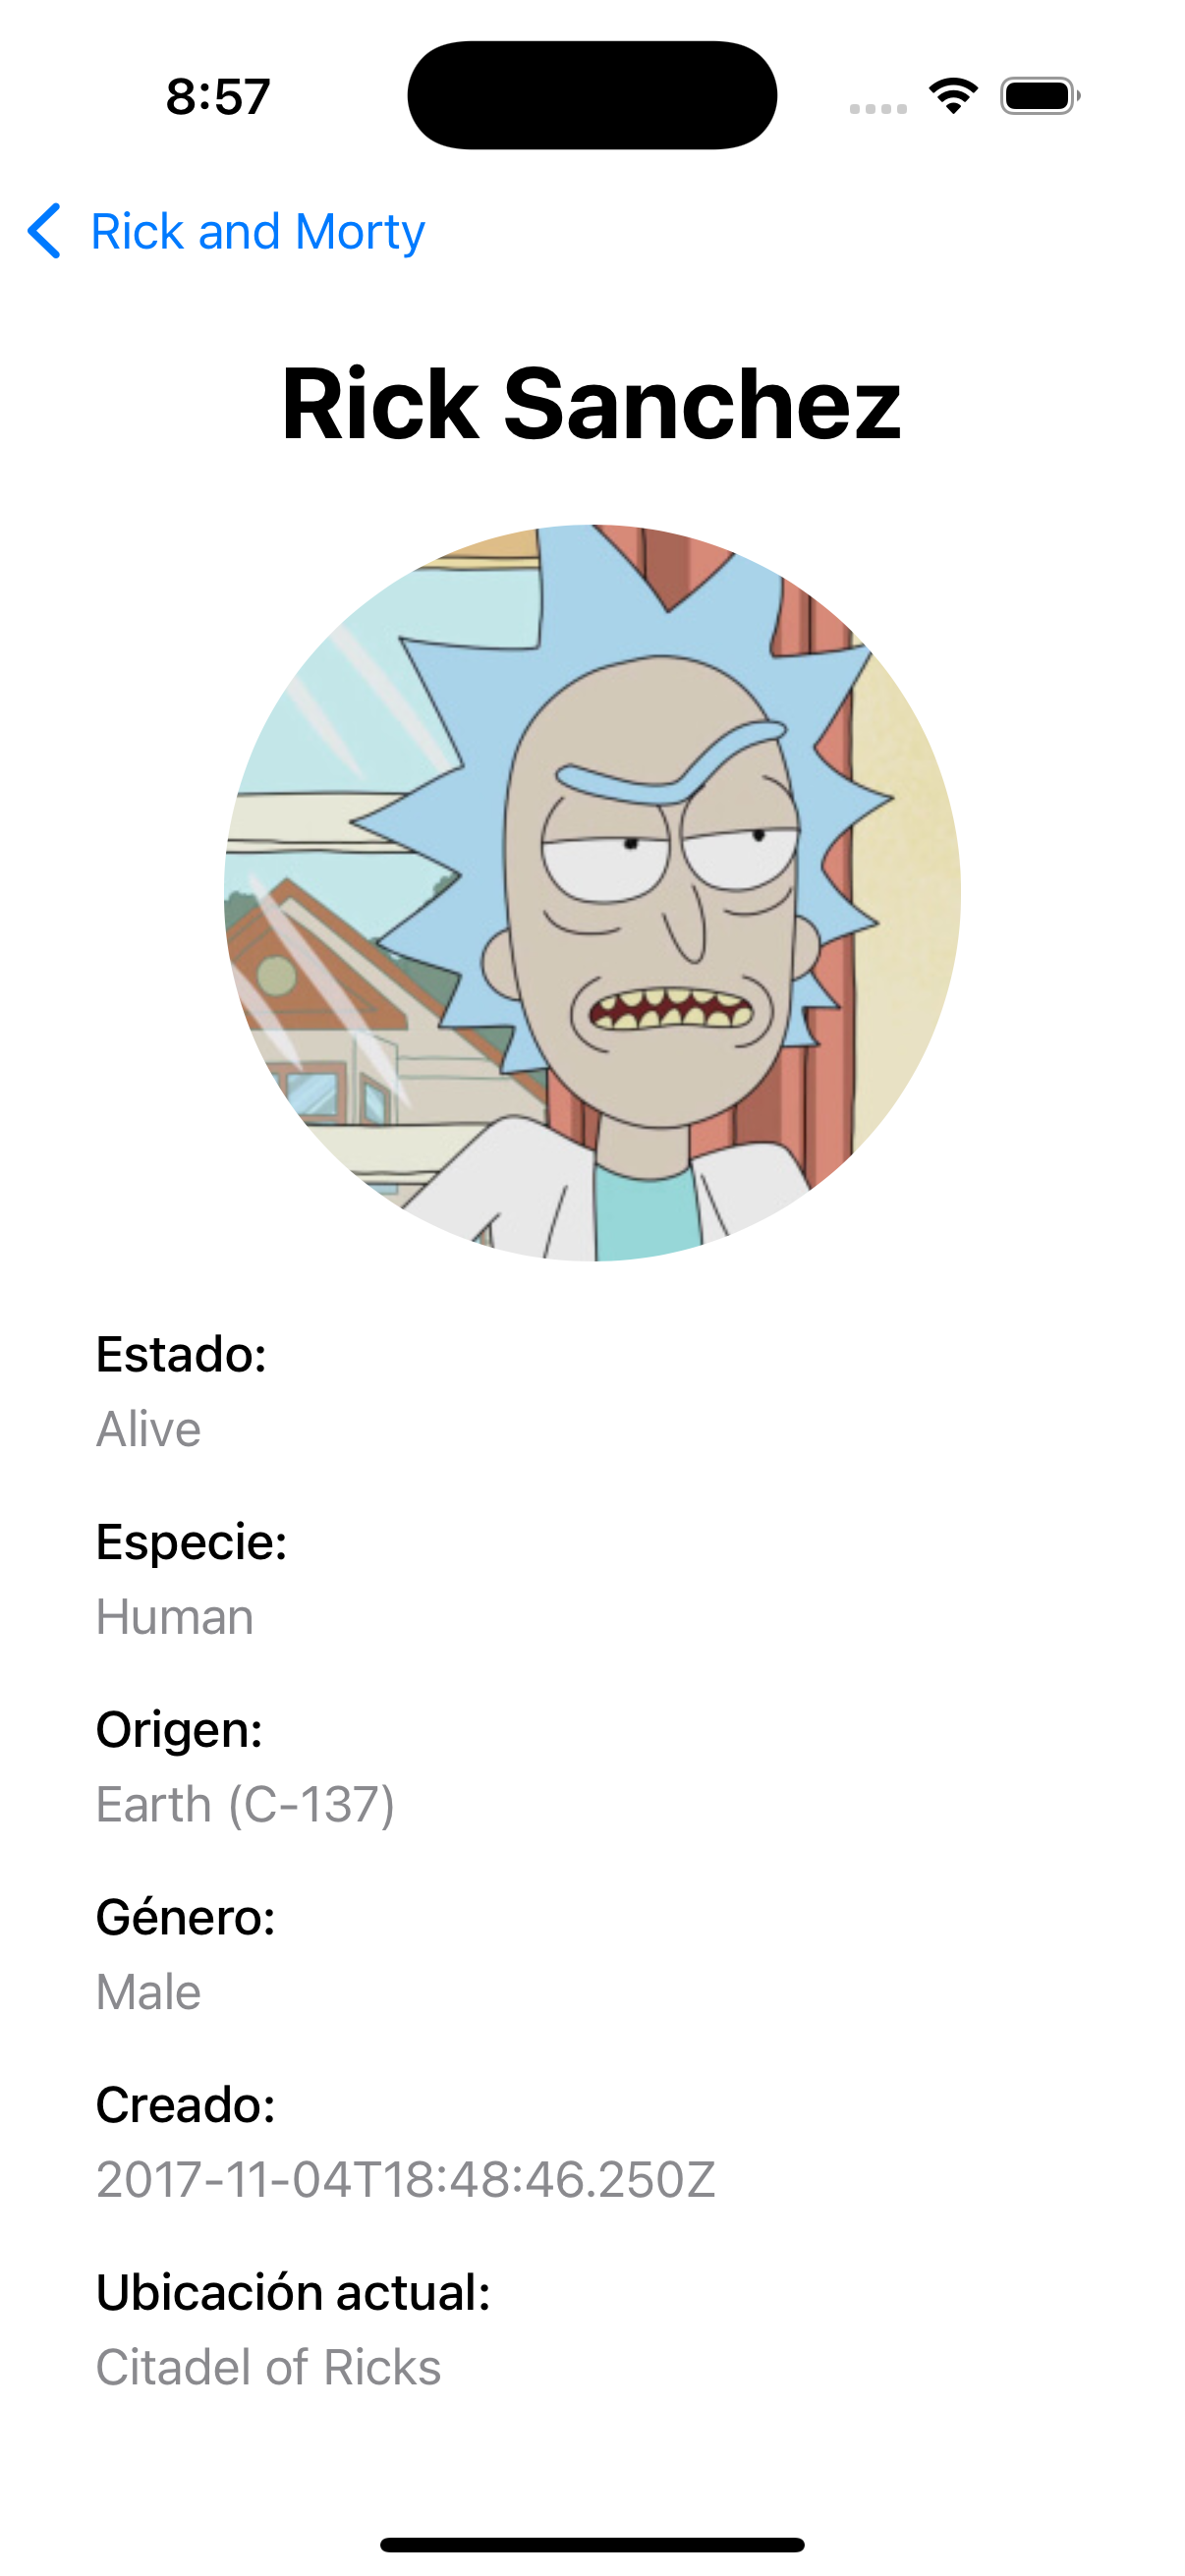 8:57
Rick and Morty
Rick Sanchez
Estado:
Alive
Especie:
Human
Origen:
Earth (C-137)
Género:
Male
Creado:
2017-11-04T18:48:46.250Z
Ubicación actual:
Citadel of Ricks